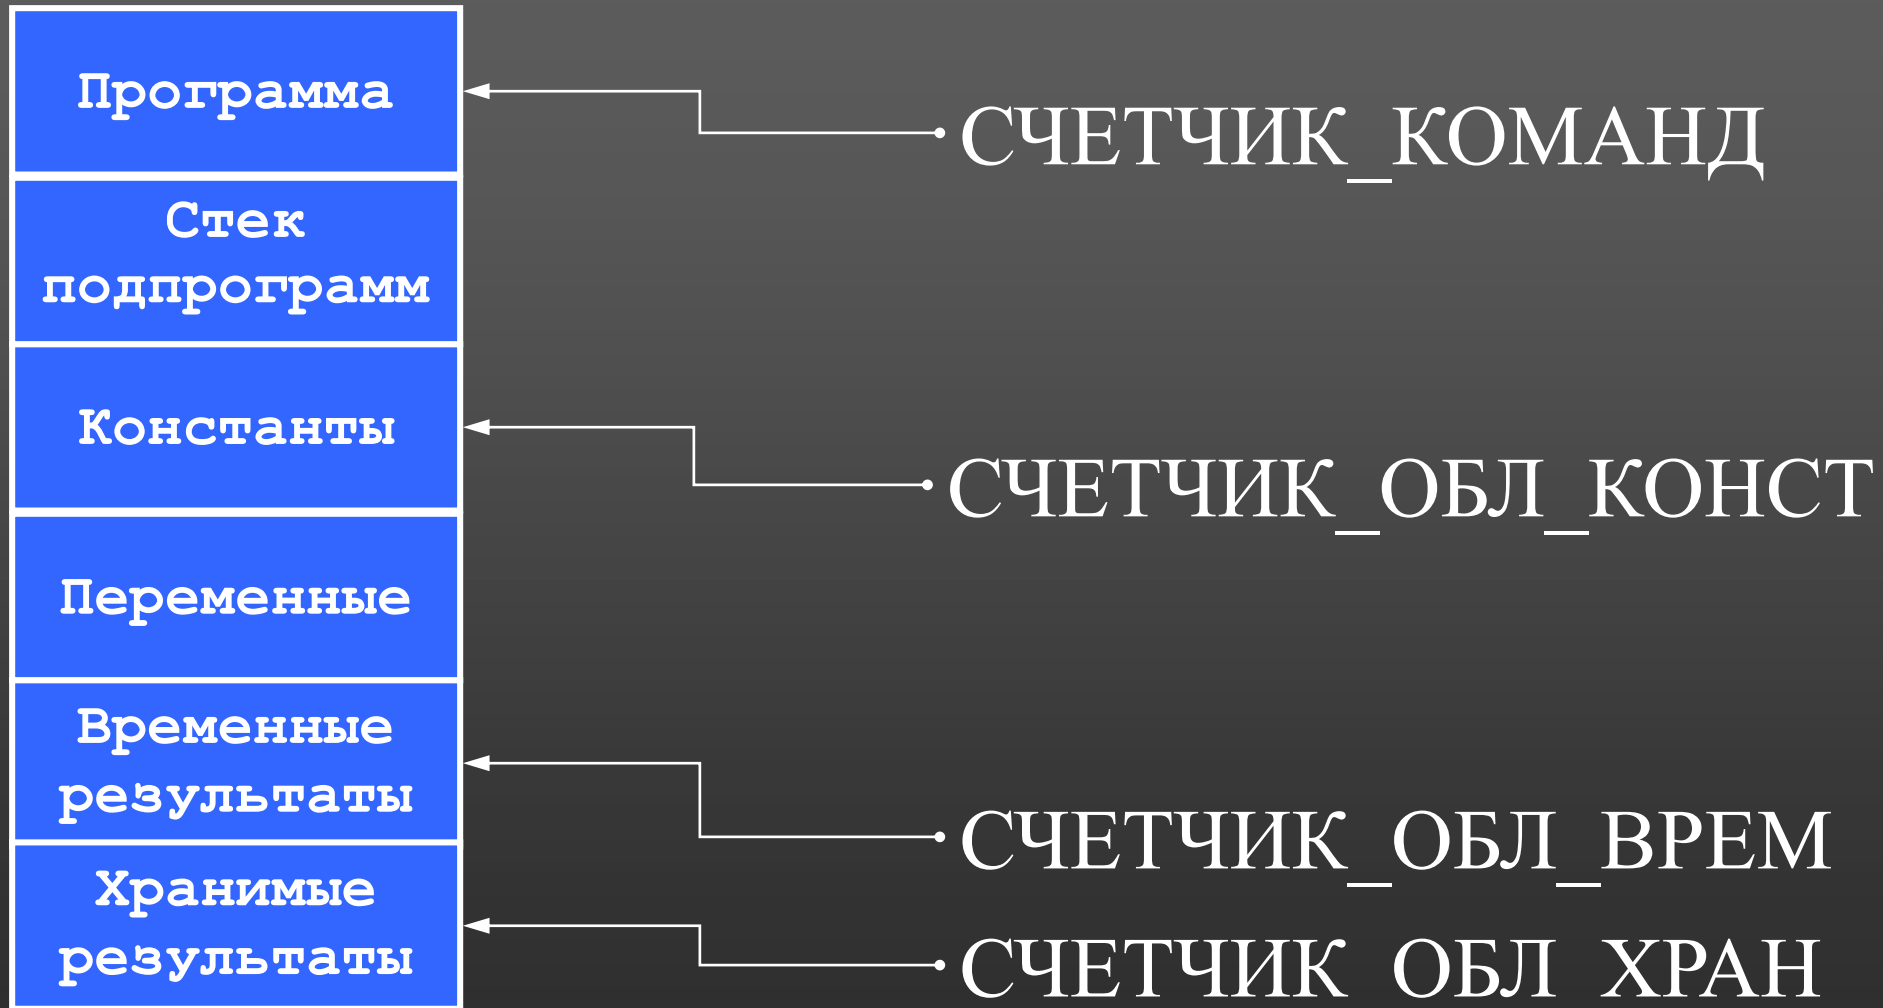 Программа
СЧЕТЧИК_КОМАНД
Стек
подпрограмм
Константы
СЧЕТЧИК_ОБЛ_КОНСТ
Переменные
Временные
результаты
СЧЕТЧИК_ОБЛ_ВРЕМ
Хранимые
результаты
СЧЕТЧИК_ОБЛ_ХРАН